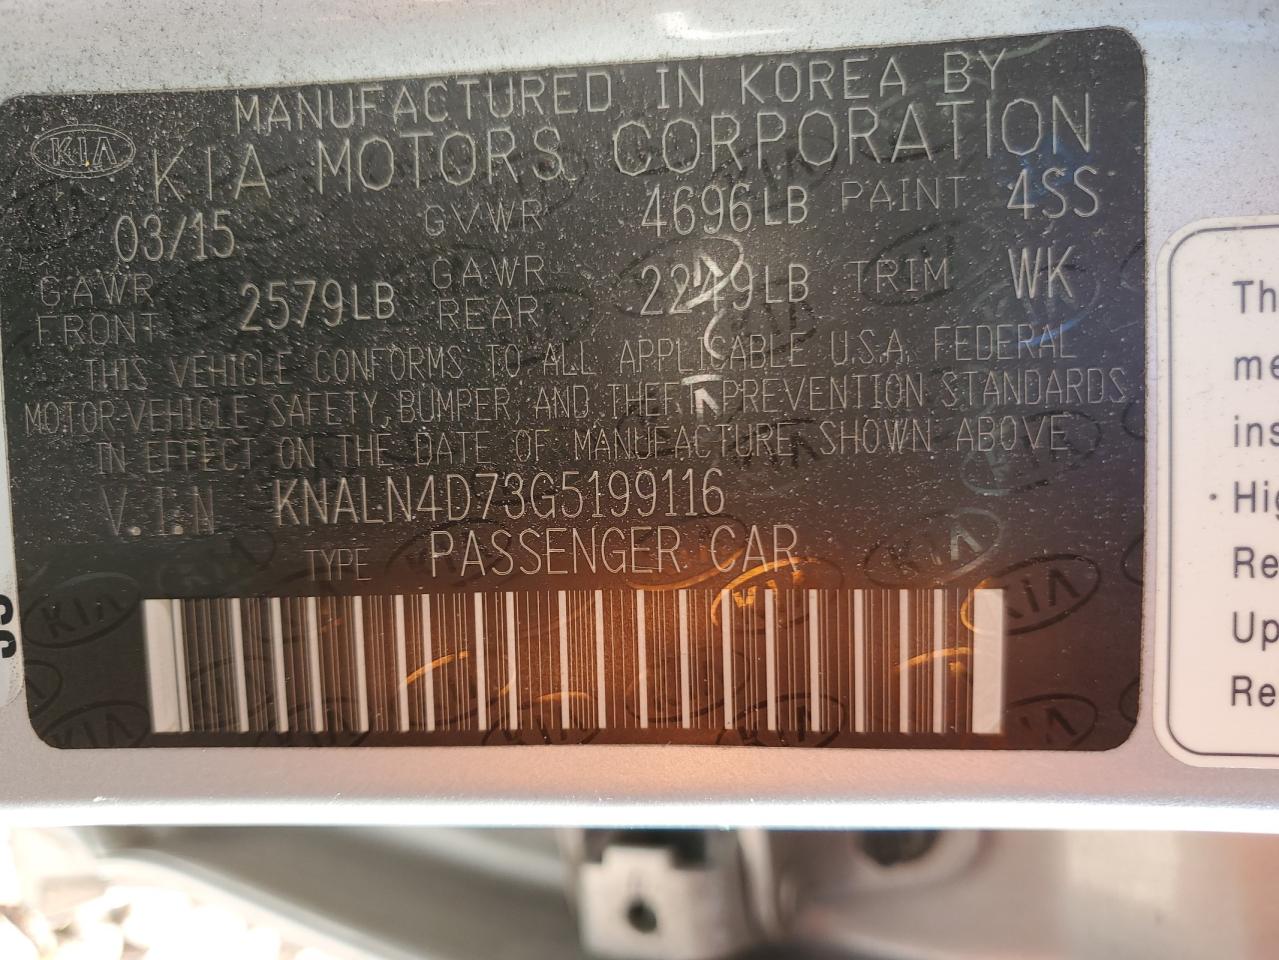 MANUFACTURED IN KOREA BY
KIA
KIA MOTORS CORPORATION
03/15 GVWR 4696LB PAINT 4SS
GAWR FRONT 2579LB GAWR REAR 2249LB TRIM WK
THIS VEHICLE CONFORMS TO ALL APPLICABLE U.S.A. FEDERAL
MOTOR-VEHICLE SAFETY, BUMPER AND THEFT PREVENTION STANDARDS
IN EFFECT ON THE DATE OF MANUFACTURE SHOWN ABOVE
V.I.N KNALN4D73G5199116
TYPE PASSENGER CAR
Th
me
ins
· Hig
Re
Up
Re